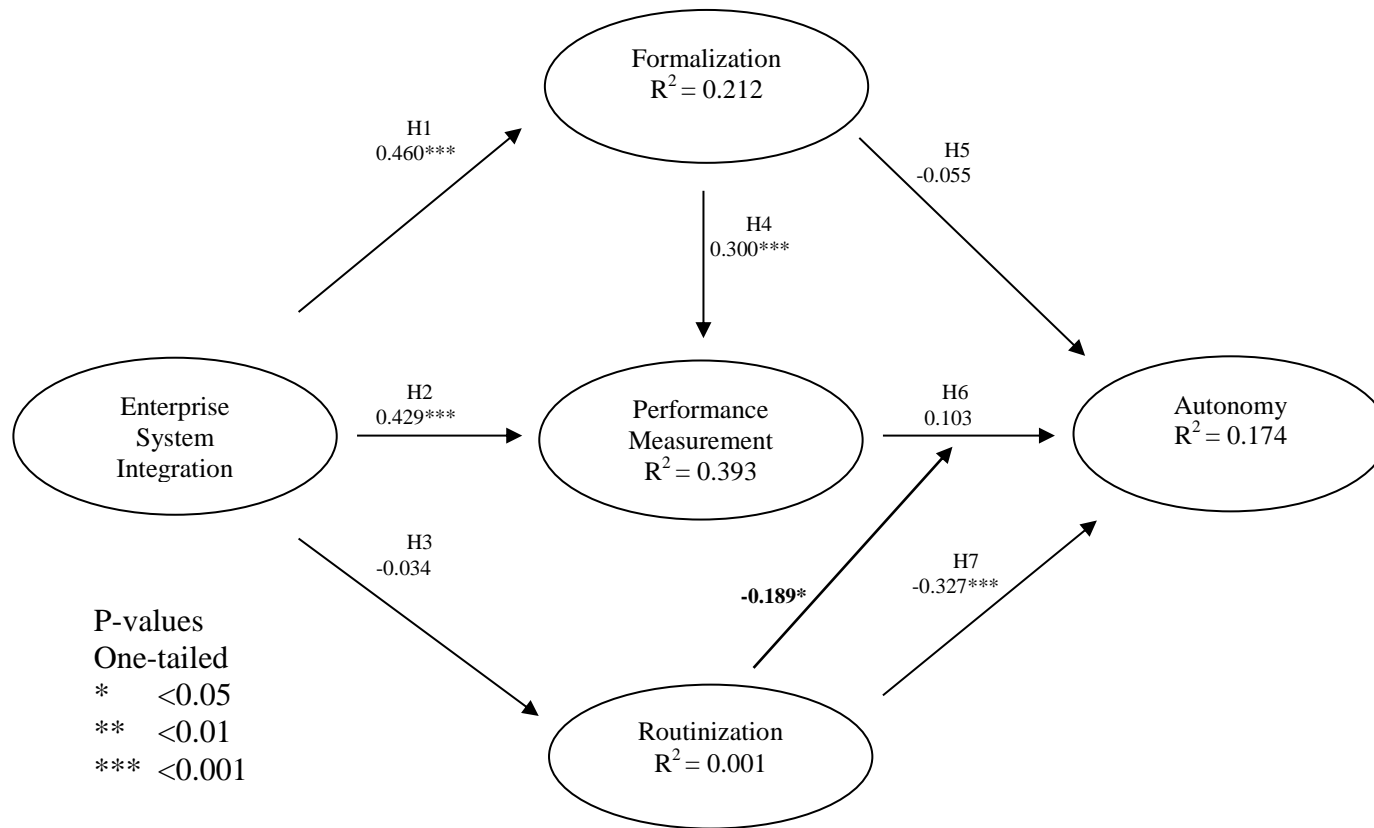 Formalization
R² = 0.212
H1
0.460***
H5
-0.055
H4
0.300***
Enterprise
System
Integration
H2
0.429***
Performance
Measurement
R² = 0.393
H6
0.103
Autonomy
R² = 0.174
H3
-0.034
H7
-0.327***
-0.189*
P-values
One-tailed
* <0.05
** <0.01
*** <0.001
Routinization
R² = 0.001